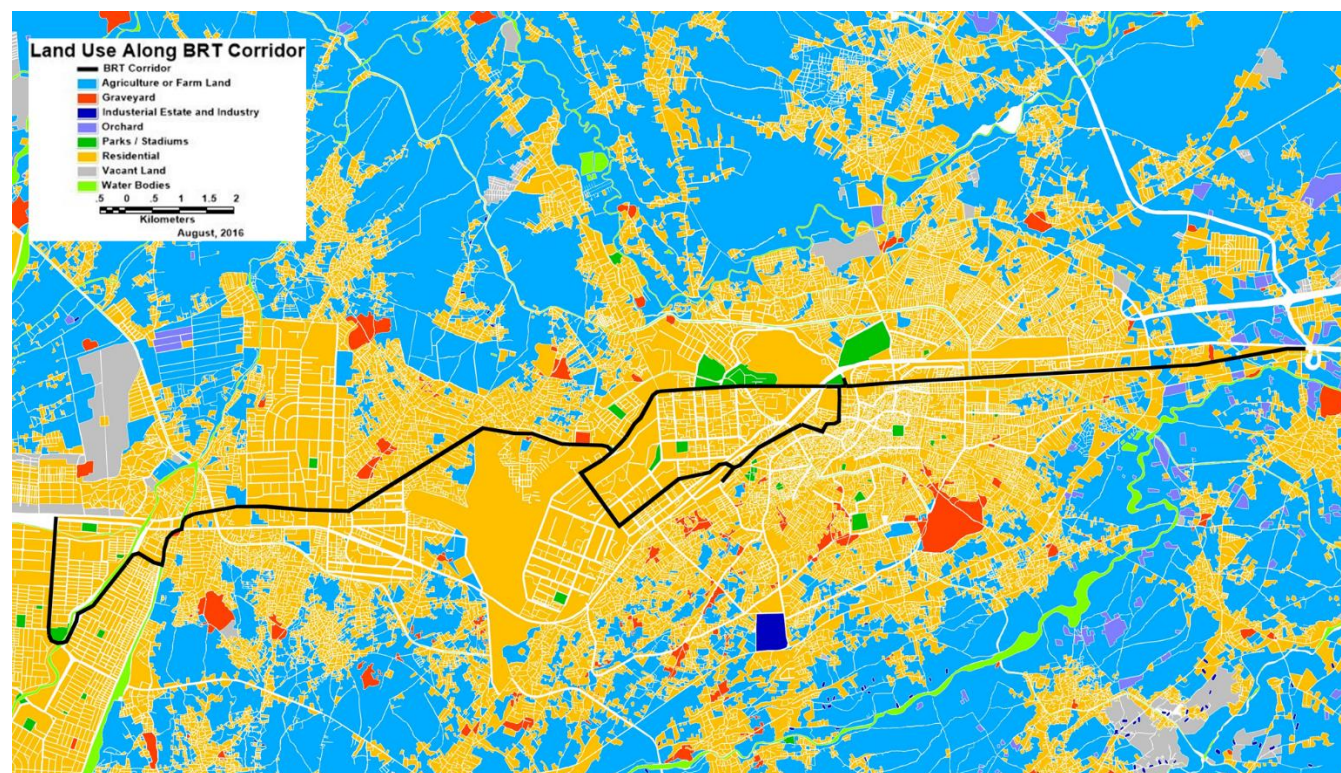 Land Use Along BRT Corridor
BRT Corridor
Agriculture or Farm Land
Graveyard
Industerial Estate and Industry
Orchard
Parks / Stadiums
Residential
Vacant Land
Water Bodies
.5 0 .5 1 1.5 2
Kilometers
August, 2016